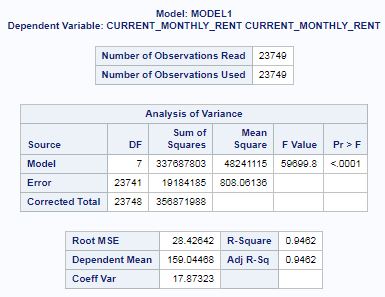 Model: MODEL1
Dependent Variable: CURRENT_MONTHLY_RENT CURRENT_MONTHLY_RENT
Number of Observations Read 23749
Number of Observations Used 23749
Analysis of Variance
Source DF Sum of Squares Mean Square F Value Pr > F
Model 7 337687803 48241115 59699.8 <.0001
Error 23741 19184185 808.06136
Corrected Total 23748 356871988
Root MSE 28.42642 R-Square 0.9462
Dependent Mean 159.04468 Adj R-Sq 0.9462
Coeff Var 17.87323